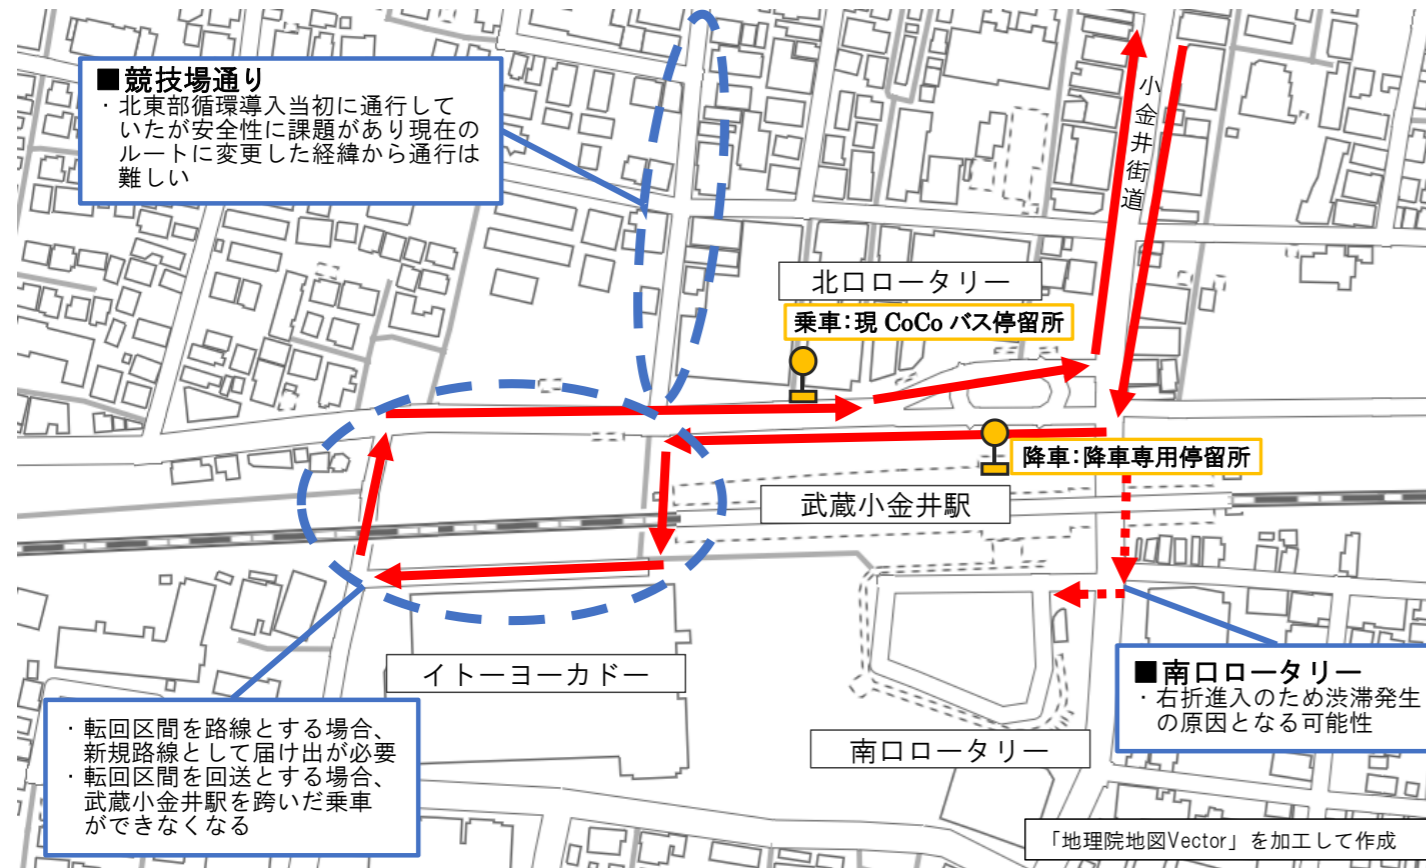 ■競技場通り
・北東部循環導入当初に通行して
いたが安全性に課題があり現在の
ルートに変更した経緯から通行は
難しい
小金井街道
北口ロータリー
乗車：現 CoCo バス停留所
降車：降車専用停留所
武蔵小金井駅
イトーヨーカドー
■南口ロータリー
・右折進入のため渋滞発生
の原因となる可能性
南口ロータリー
・転回区間を路線とする場合、
新規路線として届け出が必要
・転回区間を回送とする場合、
武蔵小金井駅を跨いだ乗車
ができなくなる
「地理院地図Vector」を加工して作成